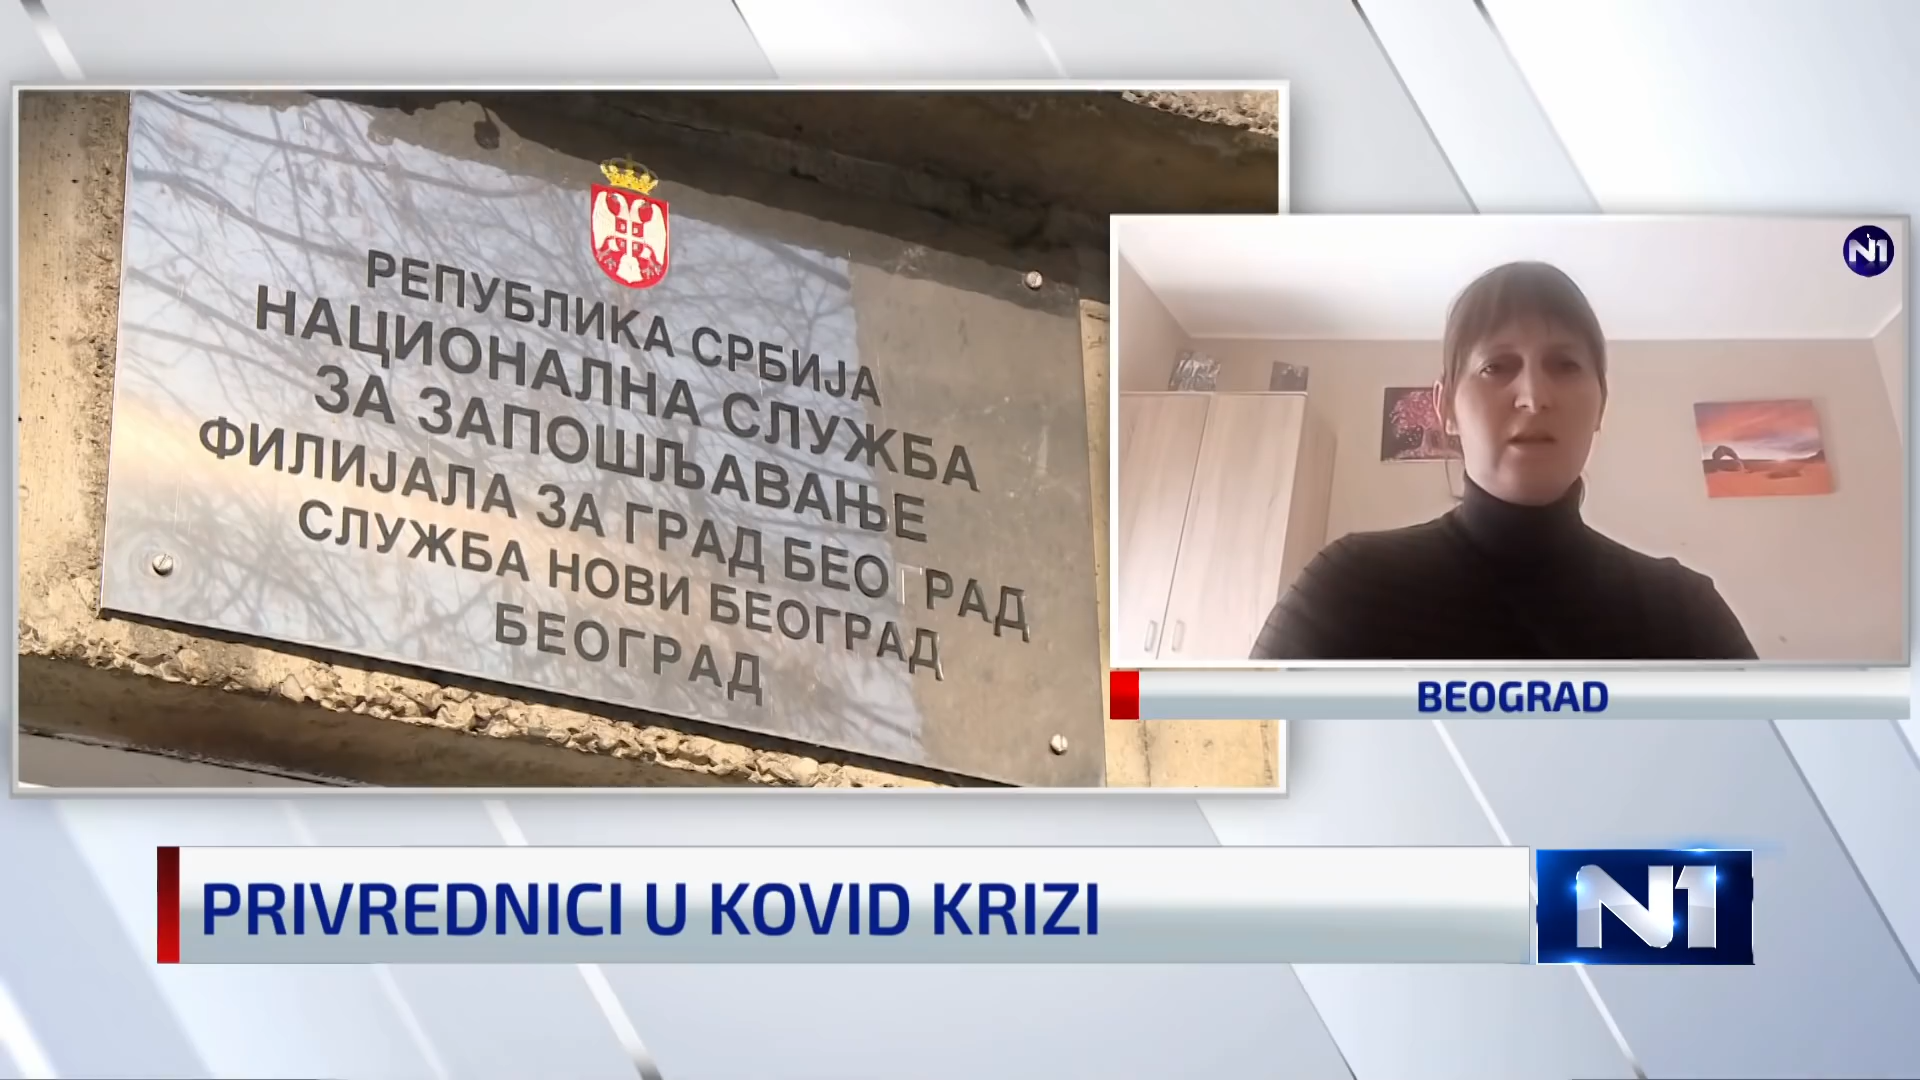 РЕПУБЛИКА СРБИЈА
НАЦИОНАЛНА СЛУЖБА
ЗА ЗАПОШЉАВАЊЕ
ФИЛИЈАЛА ЗА ГРАД БЕОГРАД
СЛУЖБА НОВИ БЕОГРАД
БЕОГРАД
N1
BEOGRAD
PRIVREDNICI U KOVID KRIZI
N1